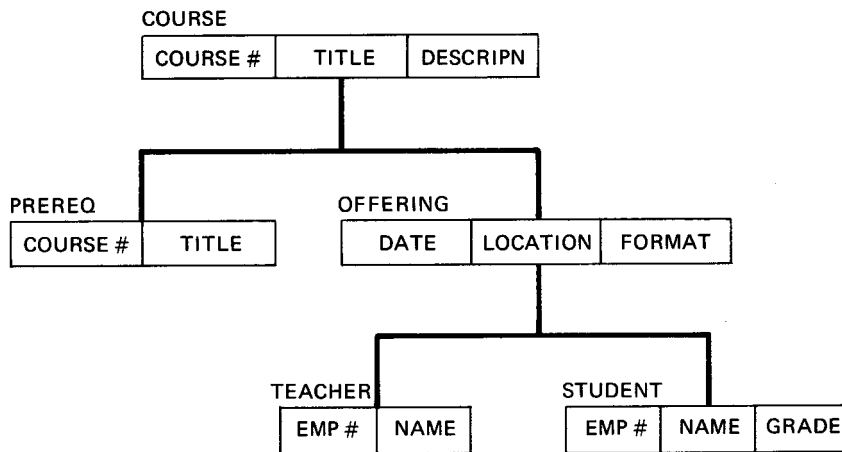 COURSE
COURSE # TITLE DESCRIPN
PREREQ OFFERING
COURSE # TITLE DATE LOCATION FORMAT
TEACHER STUDENT
EMP # NAME EMP # NAME GRADE